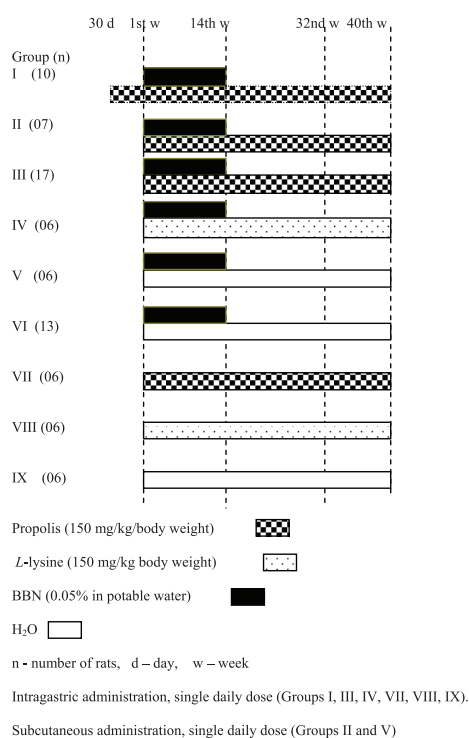 30 d 1st w 14th w 32nd w 40th w
Group (n)
I (10)
II (07)
III (17)
IV (06)
V (06)
VI (13)
VII (06)
VIII (06)
IX (06)
Propolis (150 mg/kg/body weight)
L-lysine (150 mg/kg body weight)
BBN (0.05% in potable water)
H₂O
n - number of rats, d – day, w – week
Intragastric administration, single daily dose (Groups I, III, IV, VII, VIII, IX).
Subcutaneous administration, single daily dose (Groups II and V)